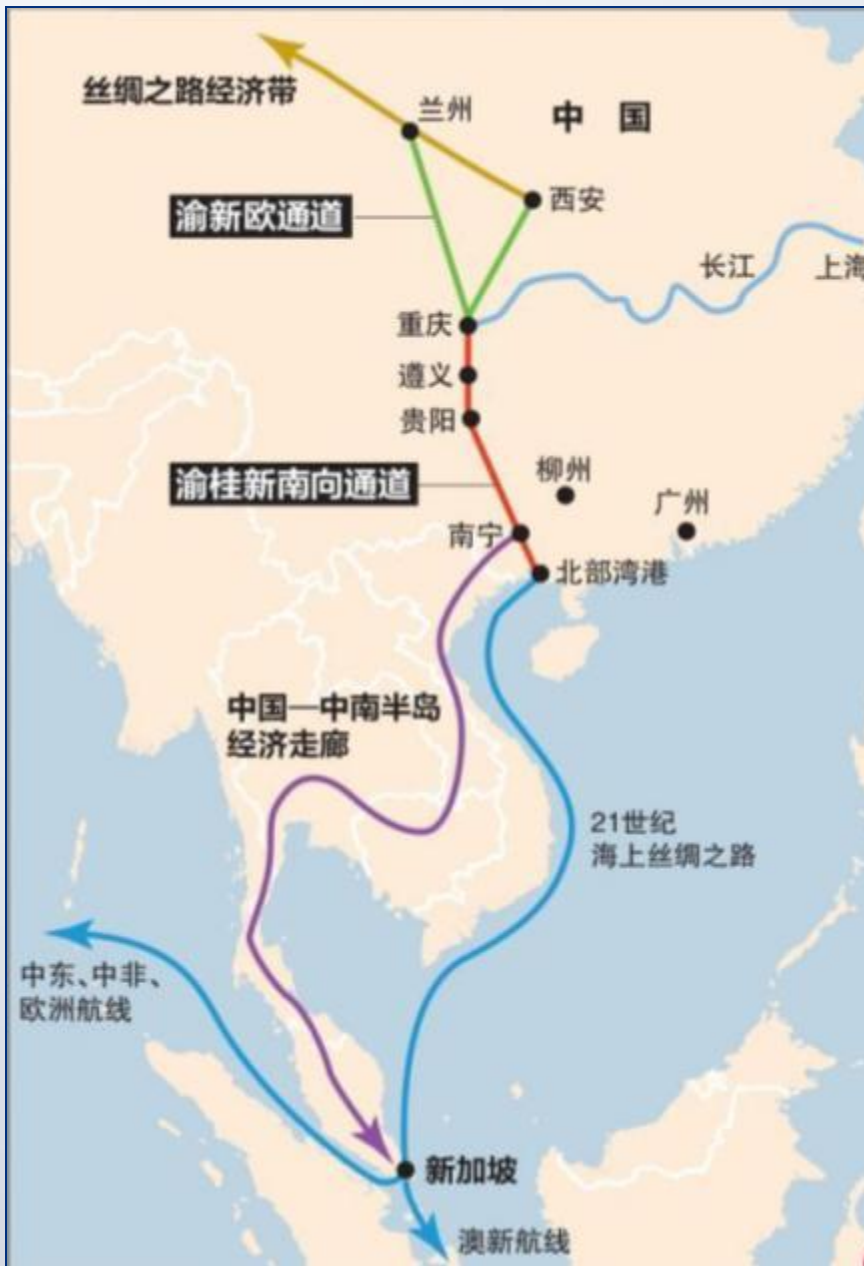 丝绸之路经济带
兰州
中 国
西安
渝新欧通道
长江
上海
重庆
遵义
贵阳
柳州
渝桂新南向通道
广州
南宁
北部湾港
中国—中南半岛
经济走廊
21世纪
海上丝绸之路
中东、中非、
欧洲航线
新加坡
澳新航线